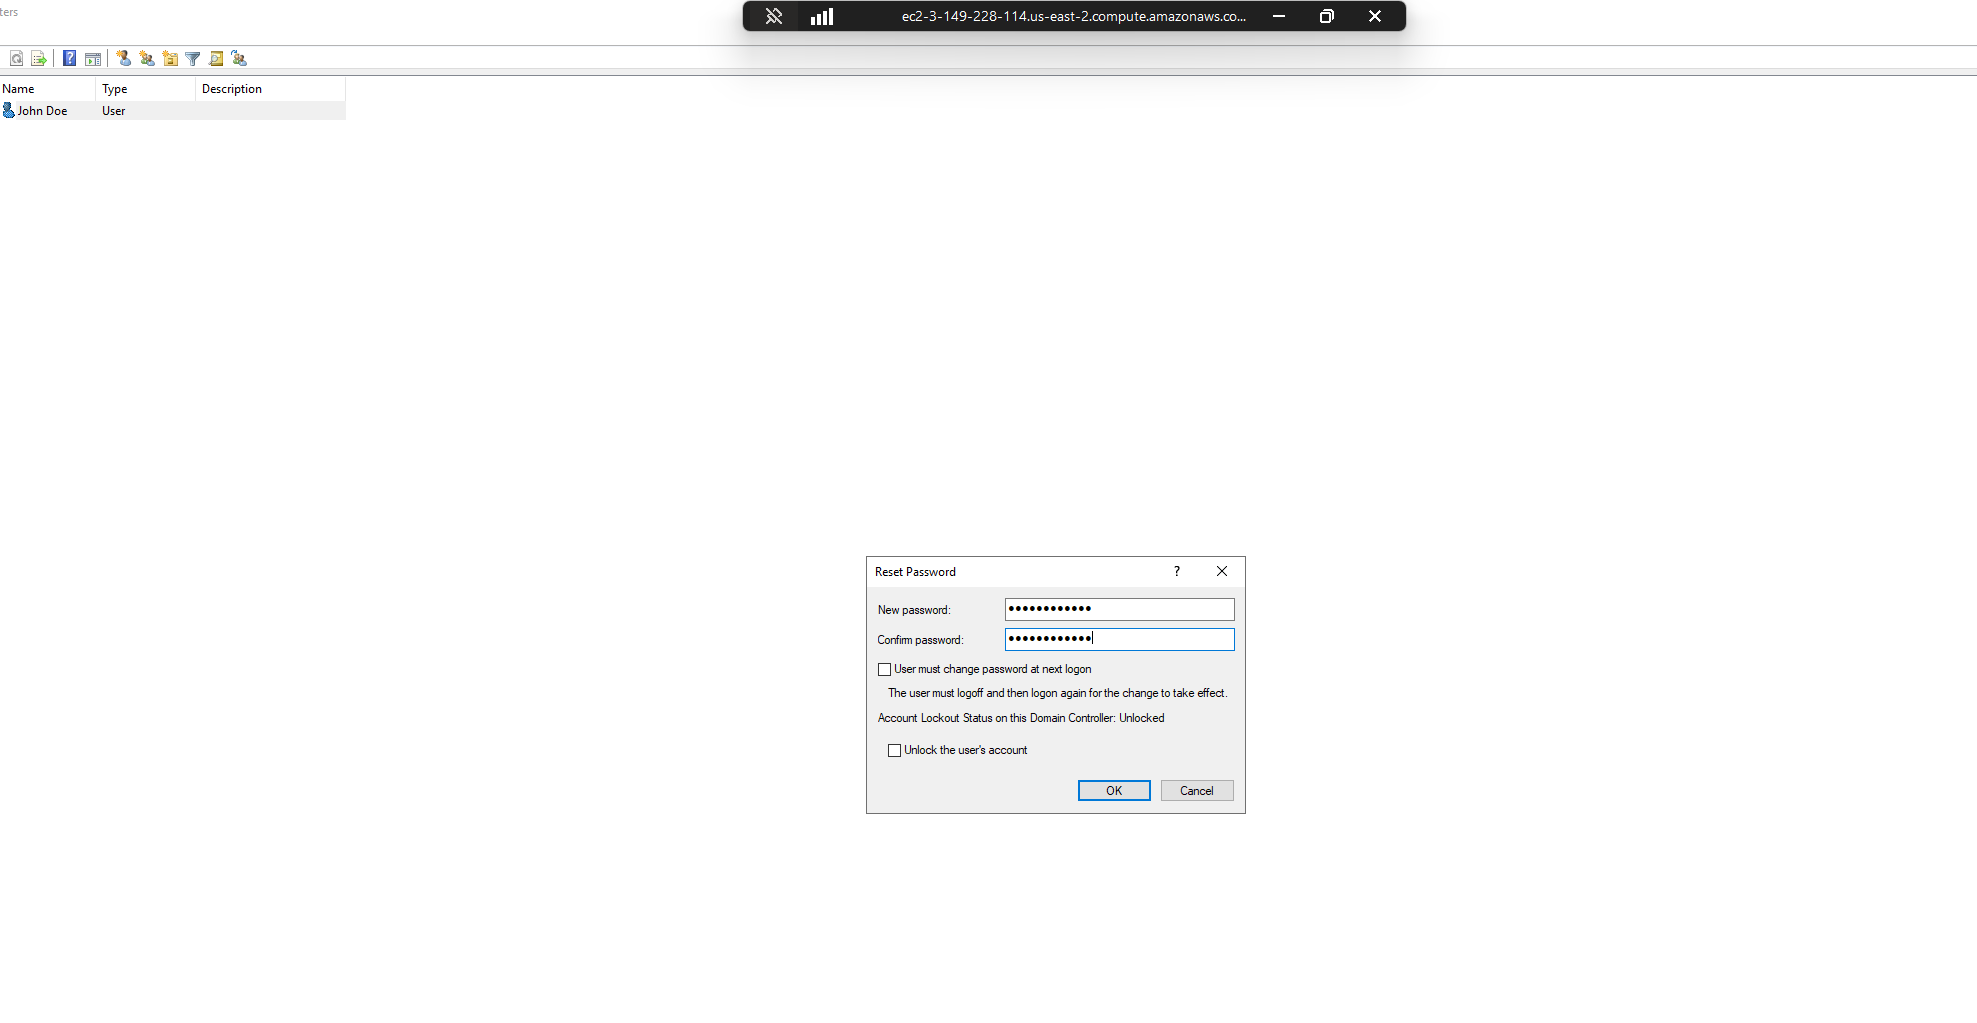 ters
ec2-3-149-228-114.us-east-2.compute.amazonaws.co...
Name Type Description
John Doe User
Reset Password ?
New password: ••••••••••••
Confirm password: ••••••••••••
User must change password at next logon
The user must logoff and then logon again for the change to take effect.
Account Lockout Status on this Domain Controller: Unlocked
Unlock the user's account
OK Cancel